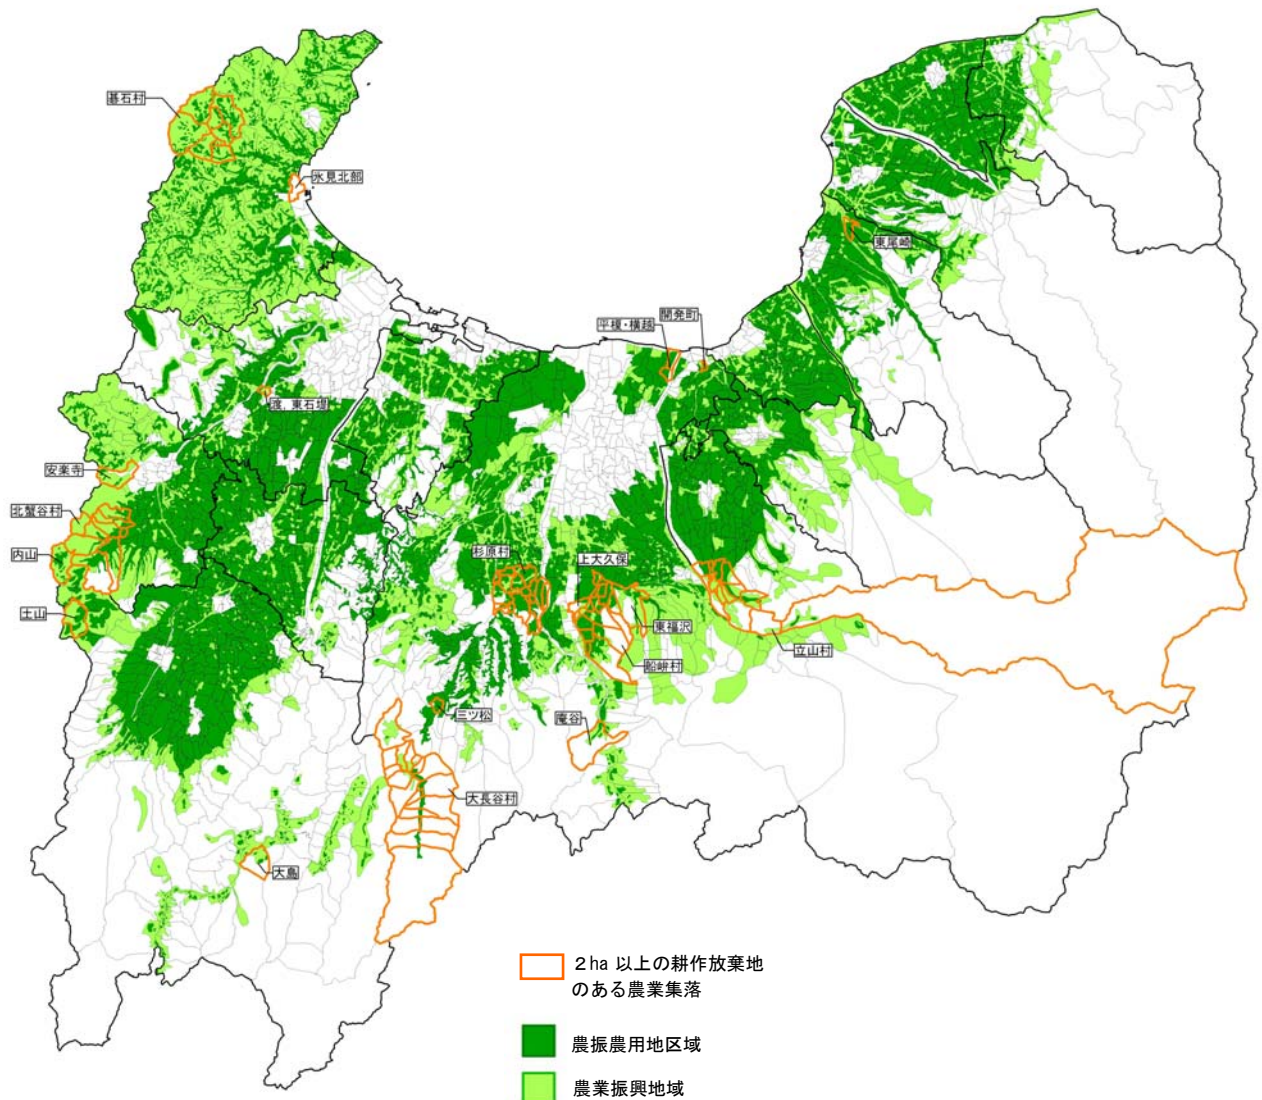 碁石村
氷見北部
東尾崎
開発町
平榎・横越
渡,東石堤
安楽寺
北蟹谷村
内山
土山
杉原村
上大久保
東福沢
船峅村
立山村
三ツ松
庵谷
大長谷村
大島
2ha 以上の耕作放棄地
のある農業集落
農振農用地区域
農業振興地域